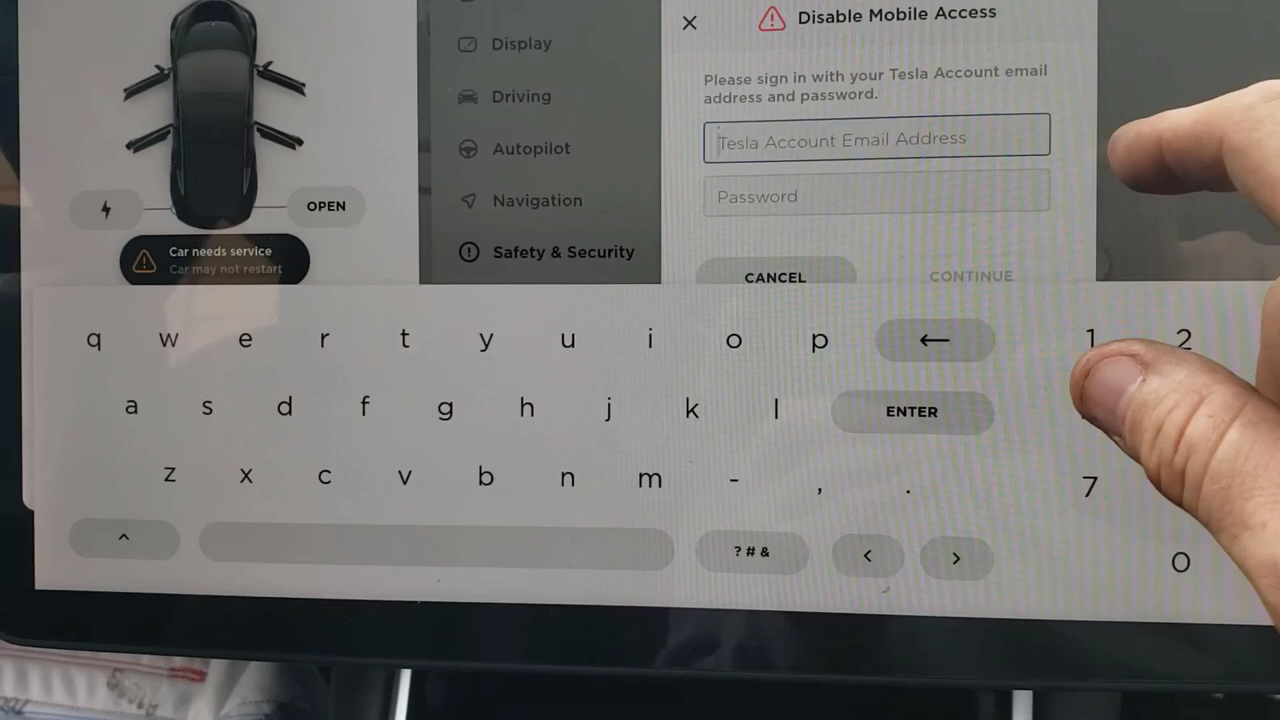 Disable Mobile Access
Please sign in with your Tesla Account email
address and password.
Tesla Account Email Address
Password
CANCEL
CONTINUE
Display
Driving
Autopilot
Navigation
Safety & Security
OPEN
Car needs service
Car may not restart
q w e r t y u i o p ← 1 2
a s d f g h j k l ENTER
z x c v b n m - , . 7
^ ? # & < > 0